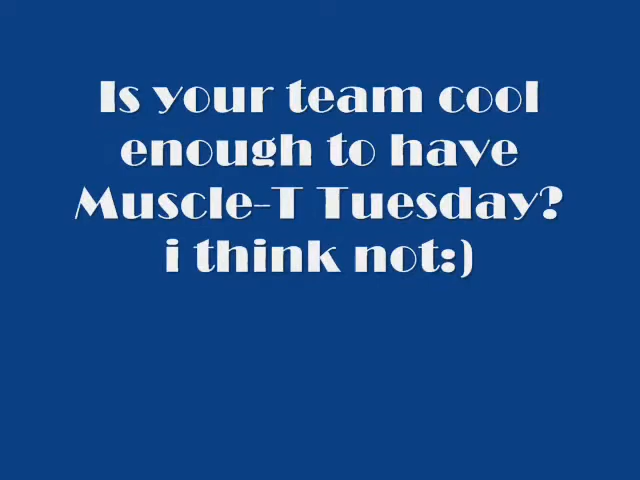 Is your team cool
enough to have
Muscle-T Tuesday?
i think not:)